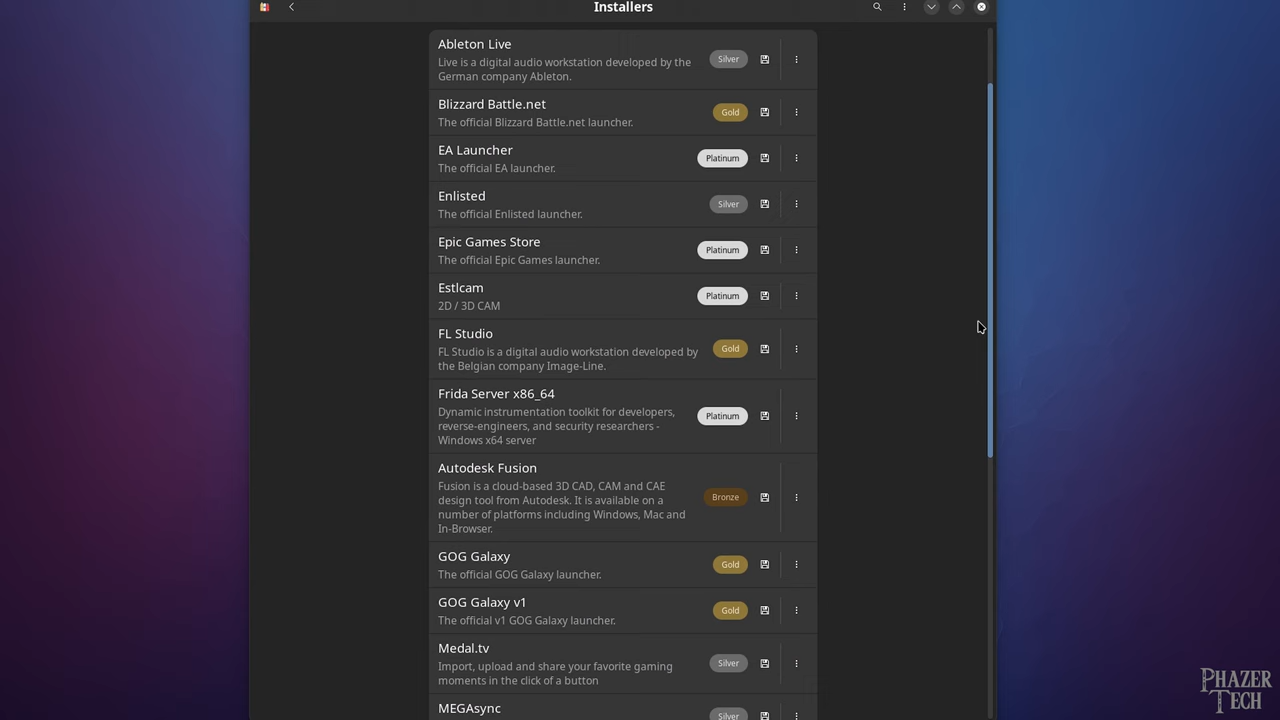 Installers
Ableton Live
Live is a digital audio workstation developed by the
German company Ableton.
Silver
Blizzard Battle.net
The official Blizzard Battle.net launcher.
Gold
EA Launcher
The official EA launcher.
Platinum
Enlisted
The official Enlisted launcher.
Silver
Epic Games Store
The official Epic Games launcher.
Platinum
Estlcam
2D / 3D CAM
Platinum
FL Studio
FL Studio is a digital audio workstation developed by
the Belgian company Image-Line.
Gold
Frida Server x86_64
Dynamic instrumentation toolkit for developers,
reverse-engineers, and security researchers -
Windows x64 server
Platinum
Autodesk Fusion
Fusion is a cloud-based 3D CAD, CAM and CAE
design tool from Autodesk. It is available on a
number of platforms including Windows, Mac and
In-Browser.
Bronze
GOG Galaxy
The official GOG Galaxy launcher.
Gold
GOG Galaxy v1
The official v1 GOG Galaxy launcher.
Gold
Medal.tv
Import, upload and share your favorite gaming
moments in the click of a button
Silver
MEGAsync
Silver
PHAZER
TECH